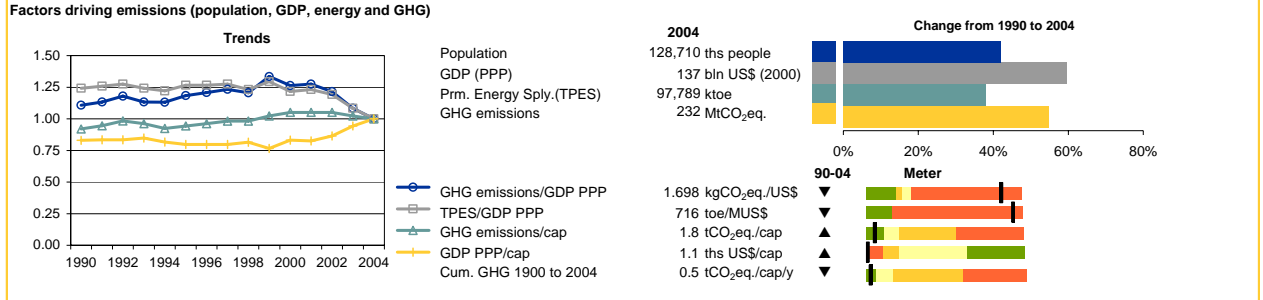 Factors driving emissions (population, GDP, energy and GHG)
Trends
1.50
1.25
1.00
0.75
0.50
0.25
0.00
1990 1992 1994 1996 1998 2000 2002 2004
2004
Population 128,710 ths people
GDP (PPP) 137 bln US$ (2000)
Prm. Energy Sply.(TPES) 97,789 ktoe
GHG emissions 232 MtCO2eq.
Change from 1990 to 2004
0% 20% 40% 60% 80%
90-04 Meter
GHG emissions/GDP PPP 1.698 kgCO2eq./US$ ▼
TPES/GDP PPP 716 toe/MUS$ ▼
GHG emissions/cap 1.8 tCO2eq./cap ▲
GDP PPP/cap 1.1 ths US$/cap ▲
Cum. GHG 1900 to 2004 0.5 tCO2eq./cap/y ▼